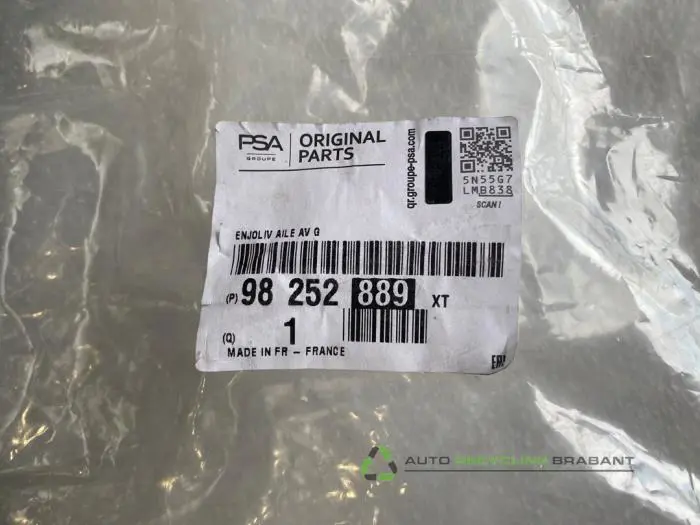 PSA
GROUPE
ORIGINAL
PARTS
qr.groupe-psa.com
5N55G7
LMB838
SCAN!
ENJOLIV AILE AV G
(P) 98 252 889 XT
(Q) 1
MADE IN FR - FRANCE
AUTO RECYCLING BRABANT